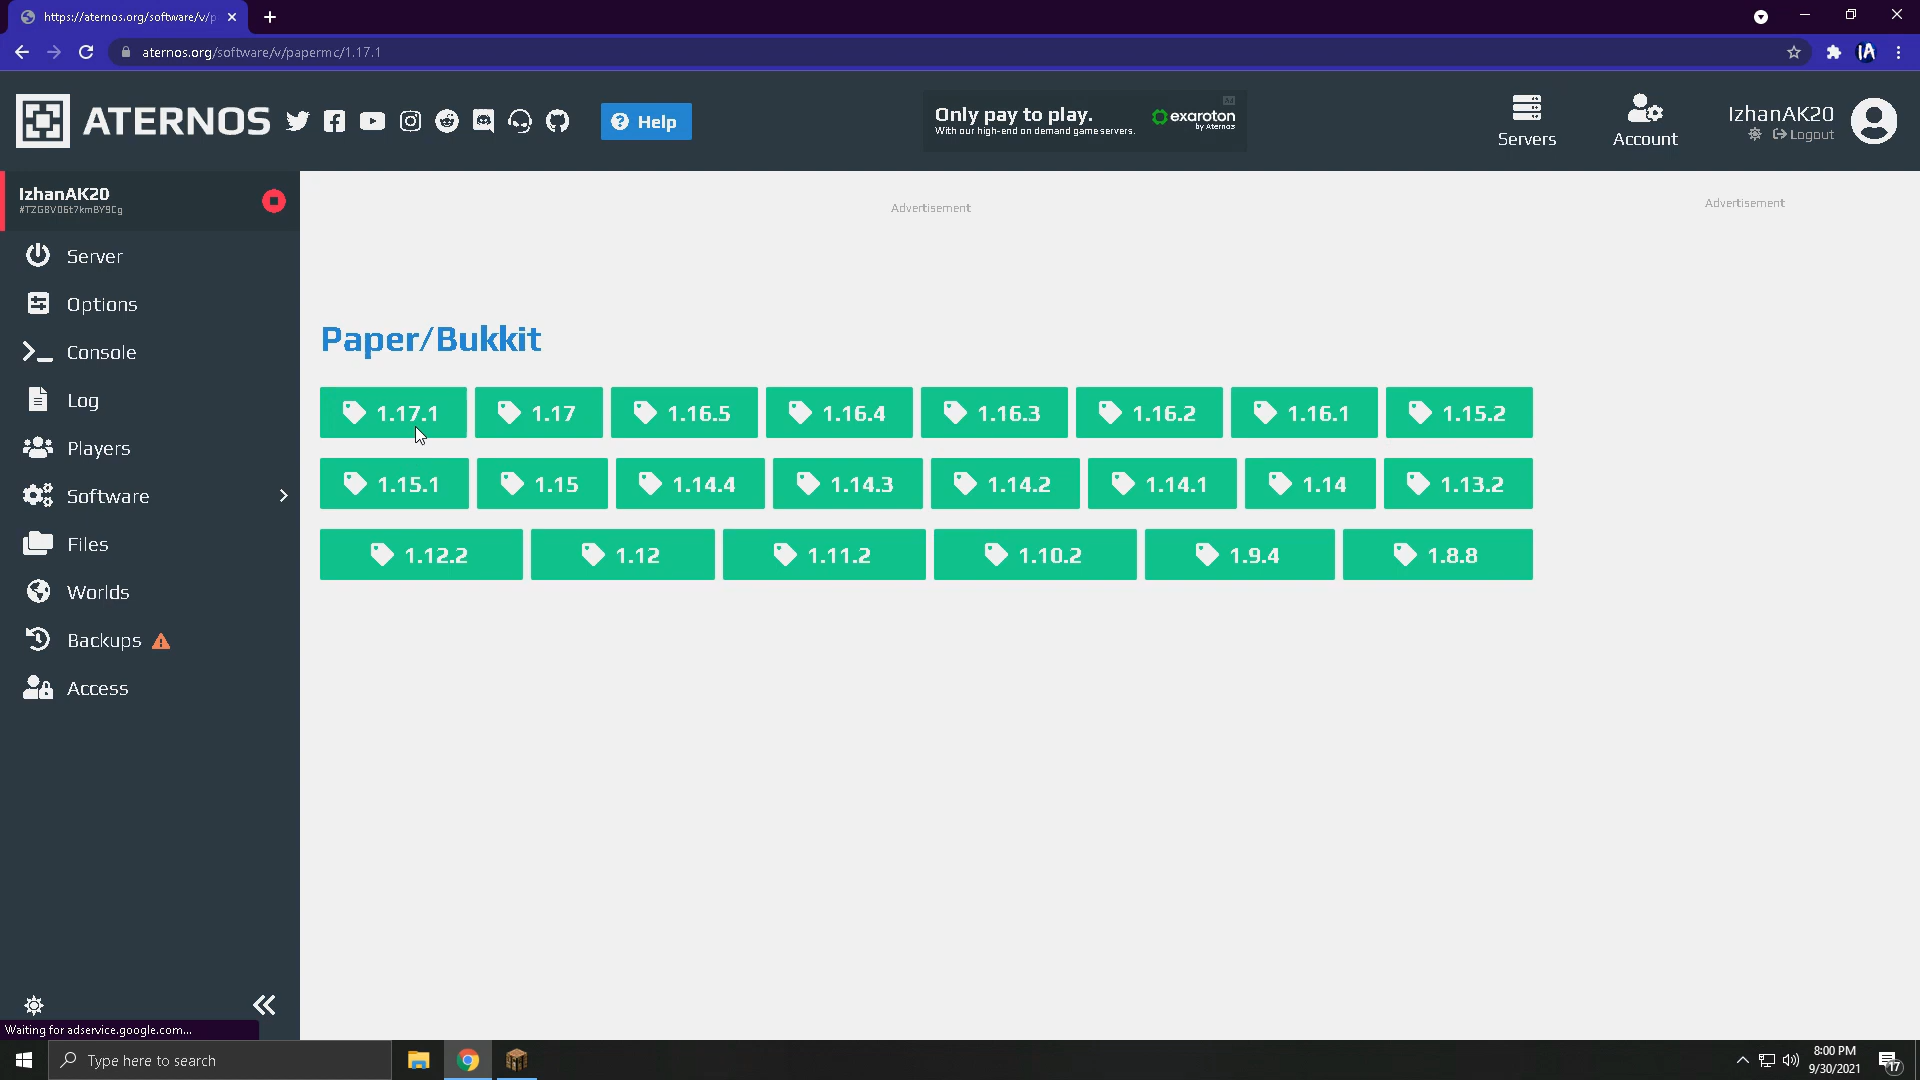 https://aternos.org/software/v/p
aternos.org/software/v/papermc/1.17.1
IA
ATERNOS
Help
Only pay to play.
With our high-end on demand game servers.
Ad
exaroton
by Aternos
Servers
Account
IzhanAK20
Logout
IzhanAK20
Advertisement
Advertisement
Server
Options
Console
Log
Players
Software
Files
Worlds
Backups
Access
Paper/Bukkit
1.17.1 1.17 1.16.5 1.16.4 1.16.3 1.16.2 1.16.1 1.15.2
1.15.1 1.15 1.14.4 1.14.3 1.14.2 1.14.1 1.14 1.13.2
1.12.2 1.12 1.11.2 1.10.2 1.9.4 1.8.8
Waiting for adservice.google.com...
Type here to search
8:00 PM
9/30/2021
17